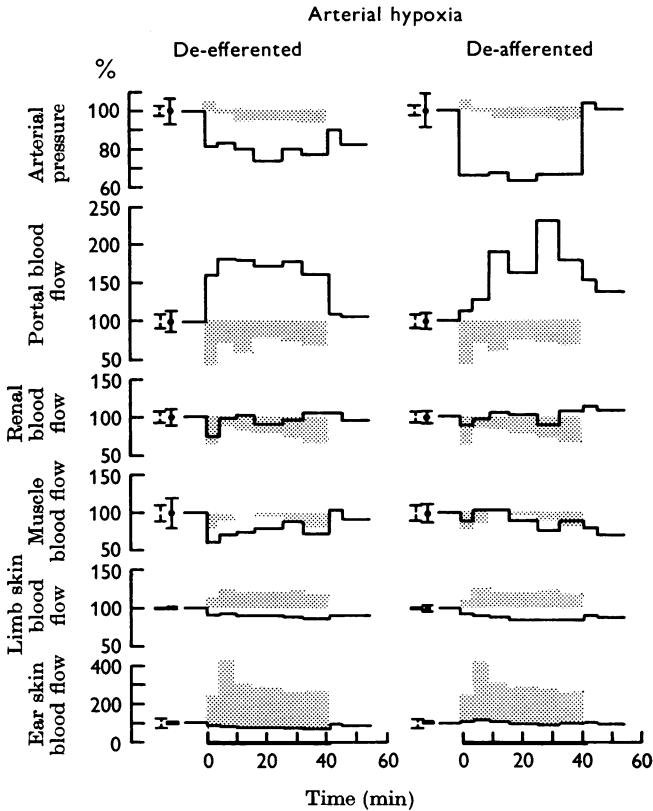 Arterial hypoxia
De-efferented
De-afferented
%
Arterial
pressure
100
80
60
Portal blood
flow
250
200
150
100
50
Renal
blood
flow
150
100
50
Muscle
blood flow
150
100
50
Limb skin
blood
flow
150
100
50
Ear skin
blood flow
400
200
0
0 20 40 60
0 20 40 60
Time (min)